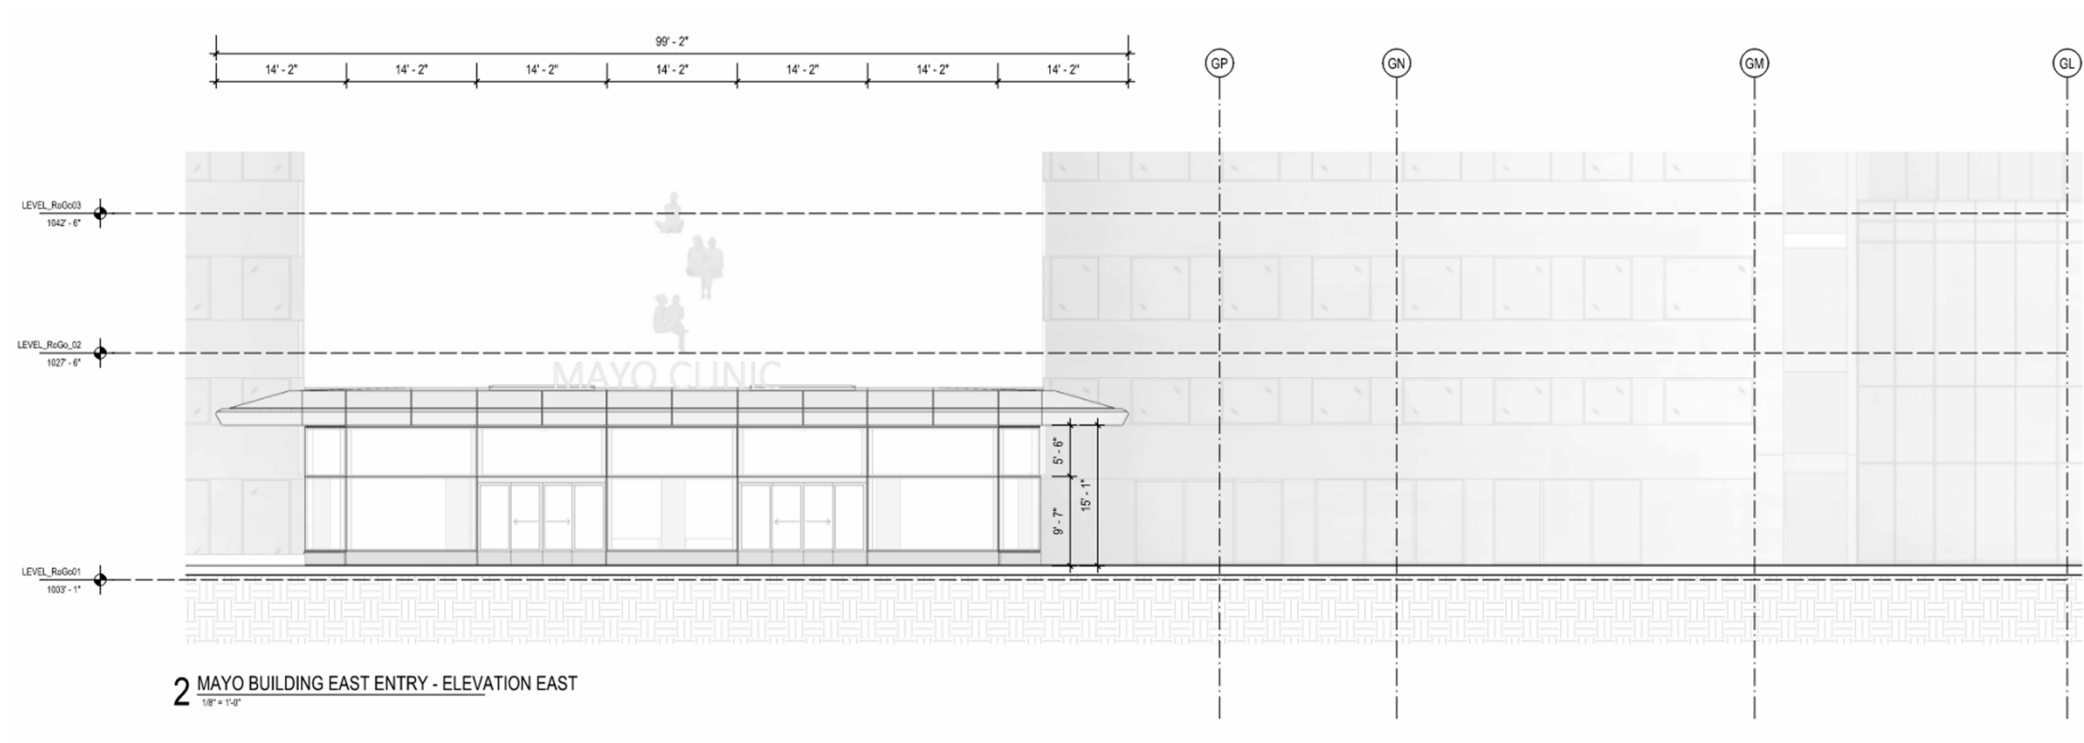 99' - 2"
14' - 2" 14' - 2" 14' - 2" 14' - 2" 14' - 2" 14' - 2" 14' - 2"
GP GN GM GL
LEVEL_RoGo03
1042' - 6"
LEVEL_RoGo_02
1027' - 6"
MAYO CLINIC
5' - 6"
15' - 1"
9' - 7"
LEVEL_RoGo01
1003' - 1"
2 MAYO BUILDING EAST ENTRY - ELEVATION EAST
1/8" = 1'-0"